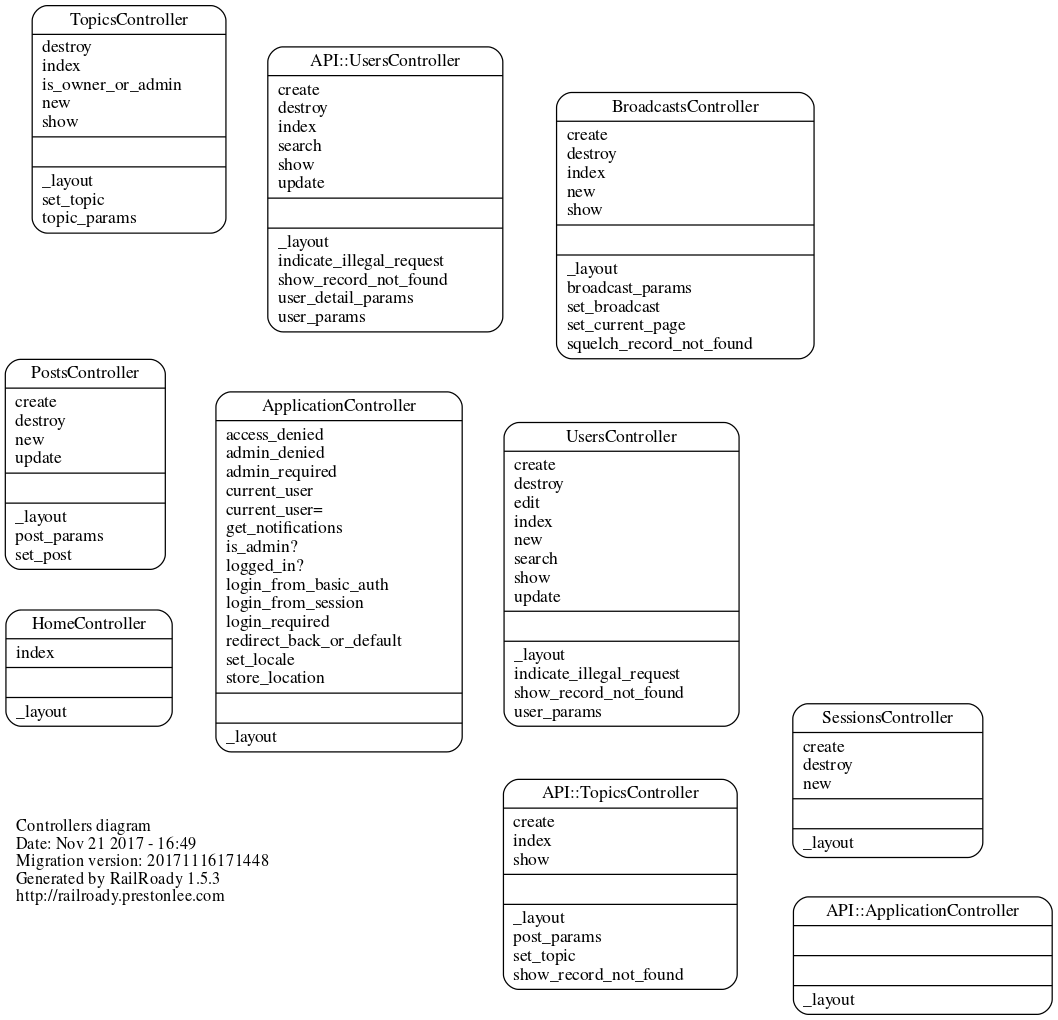 TopicsController
destroy
index
is_owner_or_admin
new
show
_layout
set_topic
topic_params
API::UsersController
create
destroy
index
search
show
update
_layout
indicate_illegal_request
show_record_not_found
user_detail_params
user_params
BroadcastsController
create
destroy
index
new
show
_layout
broadcast_params
set_broadcast
set_current_page
squelch_record_not_found
PostsController
create
destroy
new
update
_layout
post_params
set_post
ApplicationController
access_denied
admin_denied
admin_required
current_user
current_user=
get_notifications
is_admin?
logged_in?
login_from_basic_auth
login_from_session
login_required
redirect_back_or_default
set_locale
store_location
_layout
UsersController
create
destroy
edit
index
new
search
show
update
_layout
indicate_illegal_request
show_record_not_found
user_params
HomeController
index
_layout
SessionsController
create
destroy
new
_layout
API::TopicsController
create
index
show
_layout
post_params
set_topic
show_record_not_found
Controllers diagram
Date: Nov 21 2017 - 16:49
Migration version: 20171116171448
Generated by RailRoady 1.5.3
http://railroady.prestonlee.com
API::ApplicationController
_layout